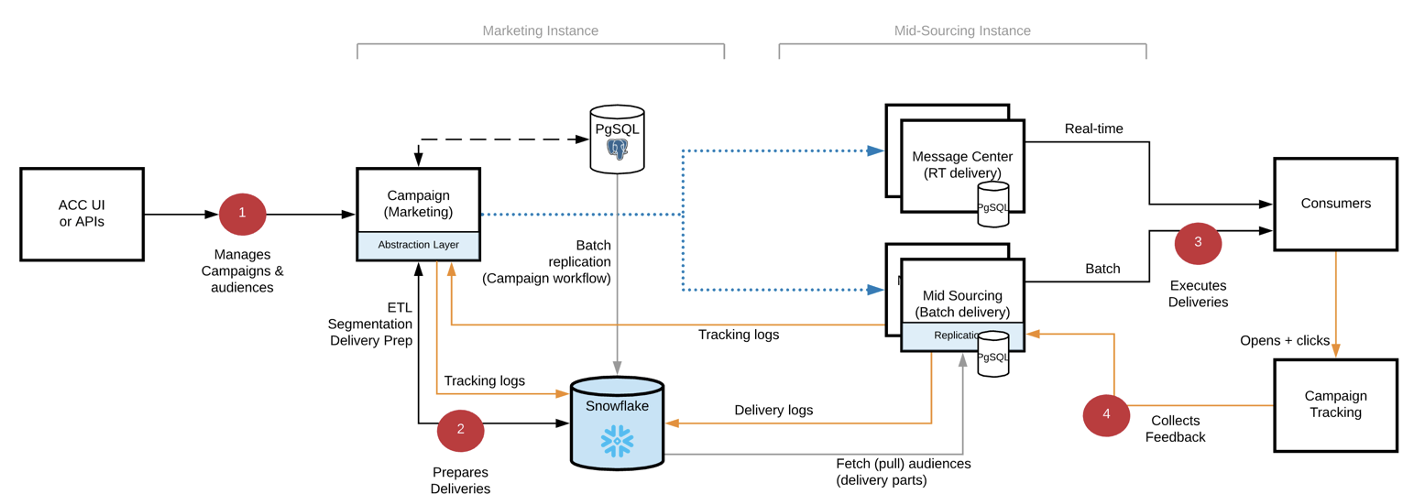 Marketing Instance
Mid-Sourcing Instance
PgSQL
ACC UI
or APIs
1
Manages
Campaigns &
audiences
Campaign
(Marketing)
Abstraction Layer
Batch
replication
(Campaign workflow)
ETL
Segmentation
Delivery Prep
Tracking logs
Tracking logs
2
Prepares
Deliveries
Snowflake
Message Center
(RT delivery)
PgSQL
Mid Sourcing
(Batch delivery)
PgSQL
Delivery logs
Fetch (pull) audiences
(delivery parts)
Real-time
Batch
3
Executes
Deliveries
Consumers
Opens + clicks
Campaign
Tracking
4
Collects
Feedback